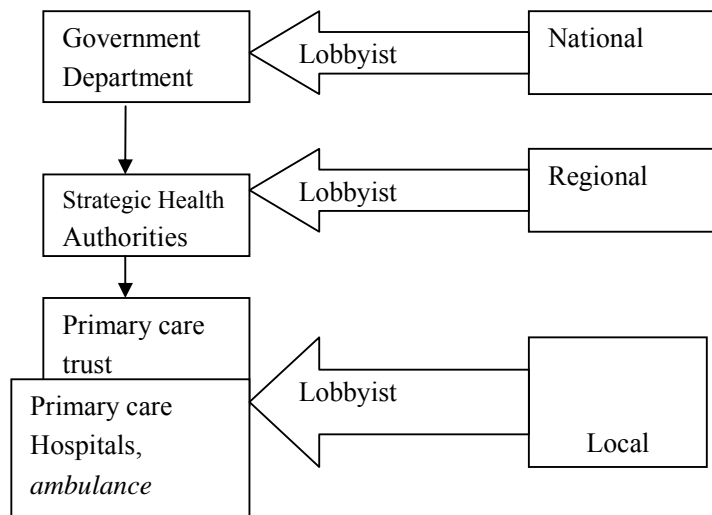 Government
Department
Lobbyist
National
Strategic Health
Authorities
Lobbyist
Regional
Primary care
trust
Primary care
Hospitals,
ambulance
Lobbyist
Local